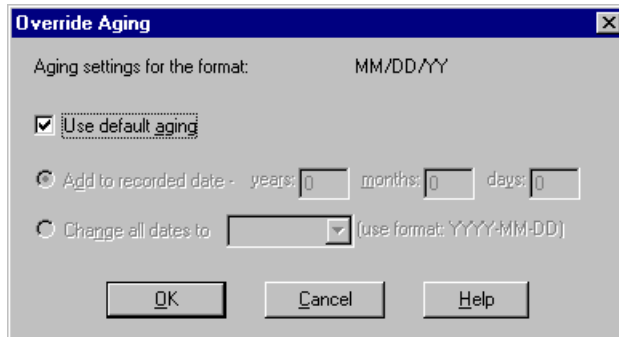 Override Aging
Aging settings for the format: MM/DD/YY
Use default aging
Add to recorded date - years: 0 months: 0 days: 0
Change all dates to (use format: YYYY-MM-DD)
OK Cancel Help